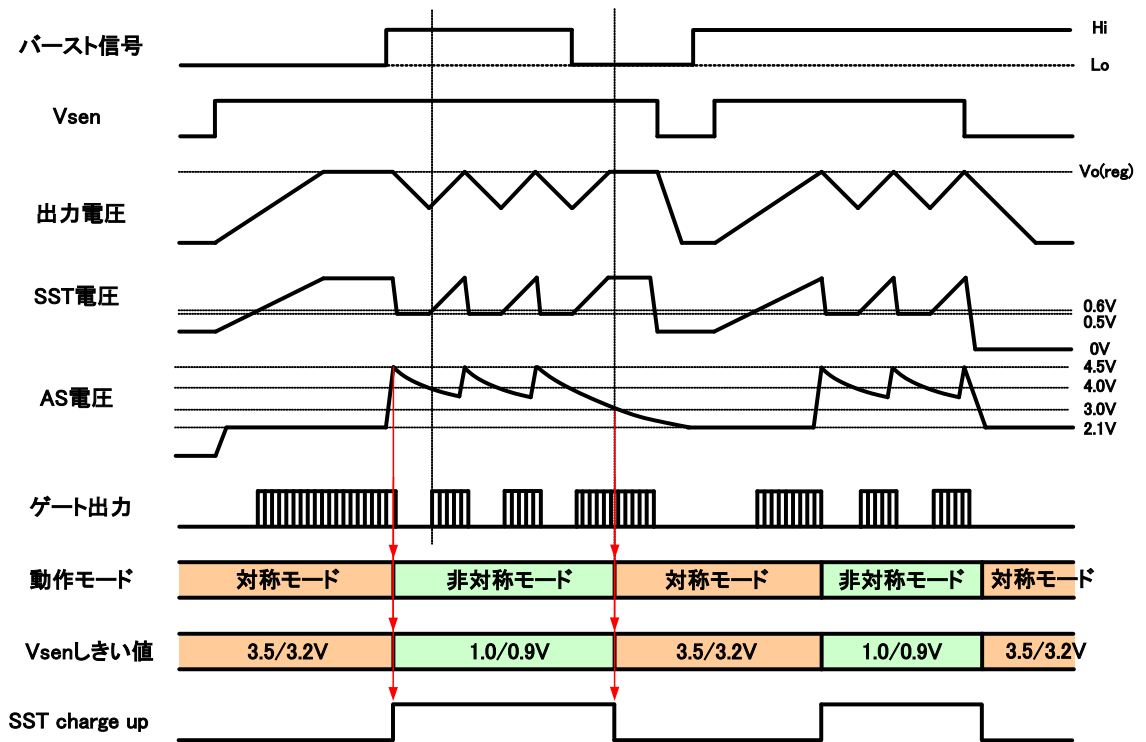 バースト信号
Hi
Lo
Vsen
出力電圧
Vo(reg)
SST電圧
0.6V
0.5V
0V
AS電圧
4.5V
4.0V
3.0V
2.1V
ゲート出力
動作モード
対称モード
非対称モード
対称モード
非対称モード
対称モード
Vsenしきい値
3.5/3.2V
1.0/0.9V
3.5/3.2V
1.0/0.9V
3.5/3.2V
SST charge up